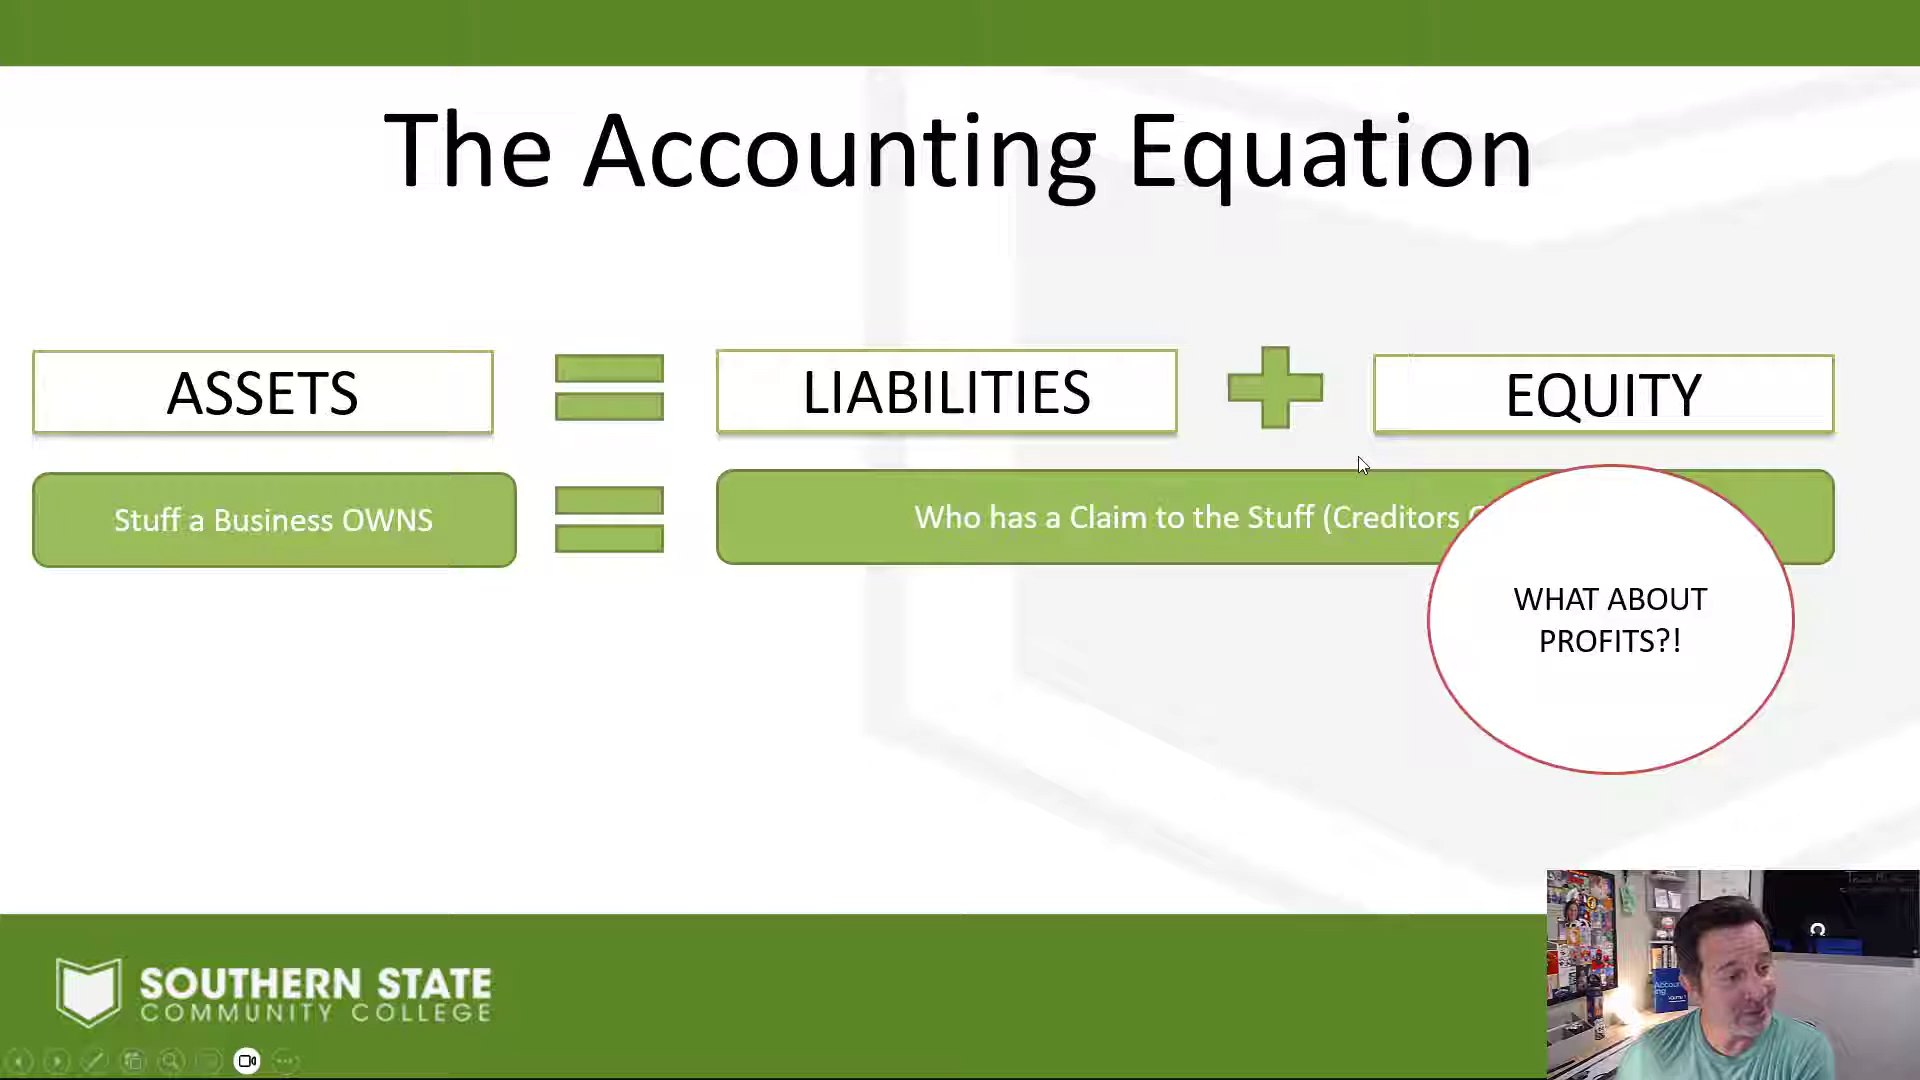 The Accounting Equation
ASSETS
LIABILITIES
EQUITY
Stuff a Business OWNS
Who has a Claim to the Stuff (Creditors
WHAT ABOUT
PROFITS?!
SOUTHERN STATE
COMMUNITY COLLEGE